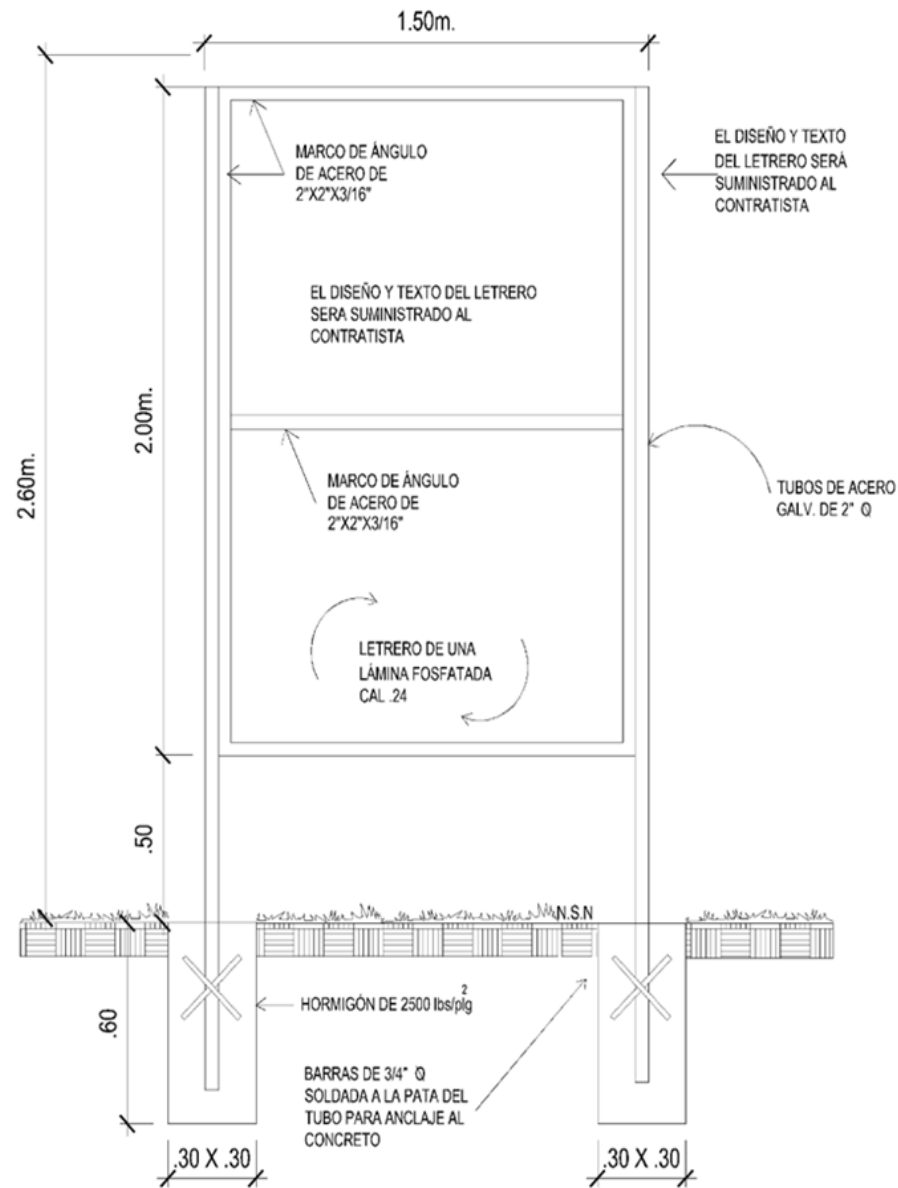 1.50m.
MARCO DE ÁNGULO
DE ACERO DE
2"X2"X3/16"
EL DISEÑO Y TEXTO
DEL LETRERO SERÁ
SUMINISTRADO AL
CONTRATISTA
EL DISEÑO Y TEXTO DEL LETRERO
SERA SUMINISTRADO AL
CONTRATISTA
2.00m.
2.60m.
MARCO DE ÁNGULO
DE ACERO DE
2"X2"X3/16"
TUBOS DE ACERO
GALV. DE 2" Q
LETRERO DE UNA
LÁMINA FOSFATADA
CAL .24
.50
N.S.N
HORMIGÓN DE 2500 lbs/plg²
.60
BARRAS DE 3/4" Q
SOLDADA A LA PATA DEL
TUBO PARA ANCLAJE AL
CONCRETO
.30 X .30
.30 X .30